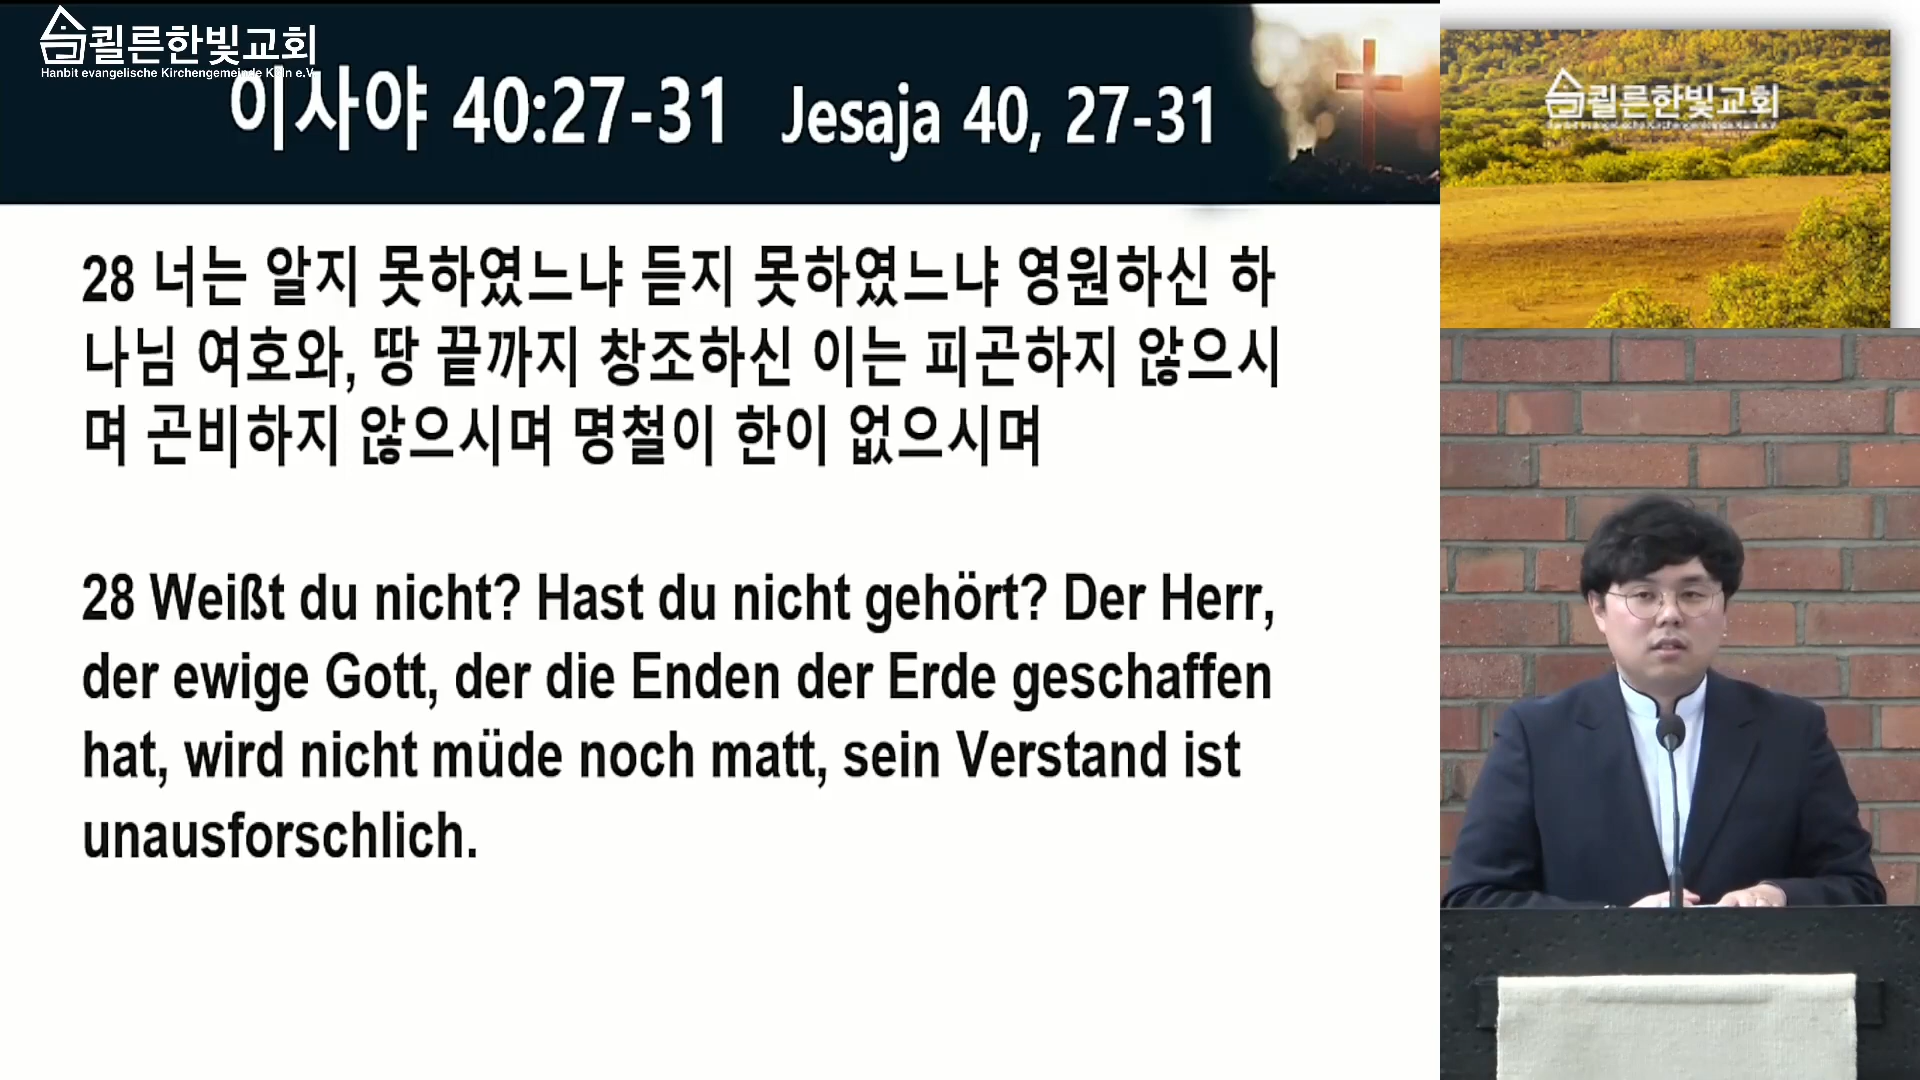 쾰른한빛교회
Hanbit evangelische Kirchengemeinde Köln e.V.
이사야 40:27-31 Jesaja 40, 27-31
28 너는 알지 못하였느냐 듣지 못하였느냐 영원하신 하
나님 여호와, 땅 끝까지 창조하신 이는 피곤하지 않으시
며 곤비하지 않으시며 명철이 한이 없으시며
28 Weißt du nicht? Hast du nicht gehört? Der Herr,
der ewige Gott, der die Enden der Erde geschaffen
hat, wird nicht müde noch matt, sein Verstand ist
unausforschlich.
쾰른한빛교회